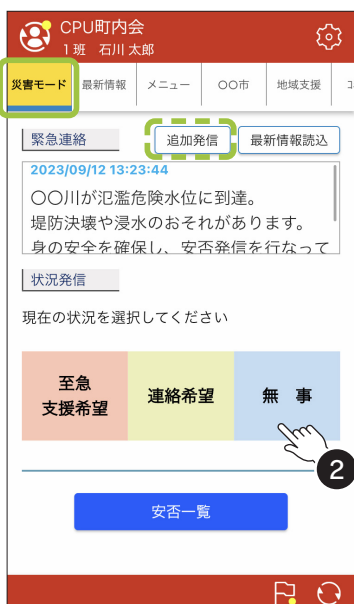 CPU町内会
1班 石川太郎
災害モード 最新情報 メニュー 〇〇市 地域支援
緊急連絡 追加発信 最新情報読込
2023/09/12 13:23:44
〇〇川が氾濫危険水位に到達。
堤防決壊や浸水のおそれがあります。
身の安全を確保し、安否発信を行なって
状況発信
現在の状況を選択してください
至急
支援希望
連絡希望
無 事
2
安否一覧